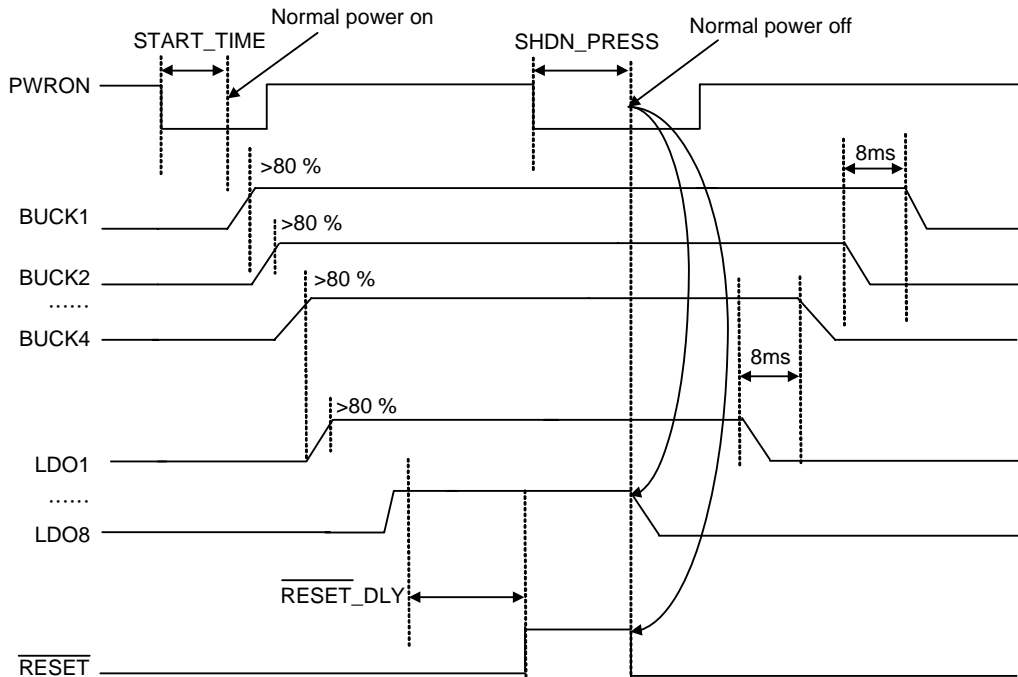 Normal power on
START_TIME
SHDN_PRESS
Normal power off
PWRON
>80 %
8ms
BUCK1
>80 %
BUCK2
......
>80 %
BUCK4
8ms
>80 %
LDO1
......
LDO8
RESET_DLY
RESET